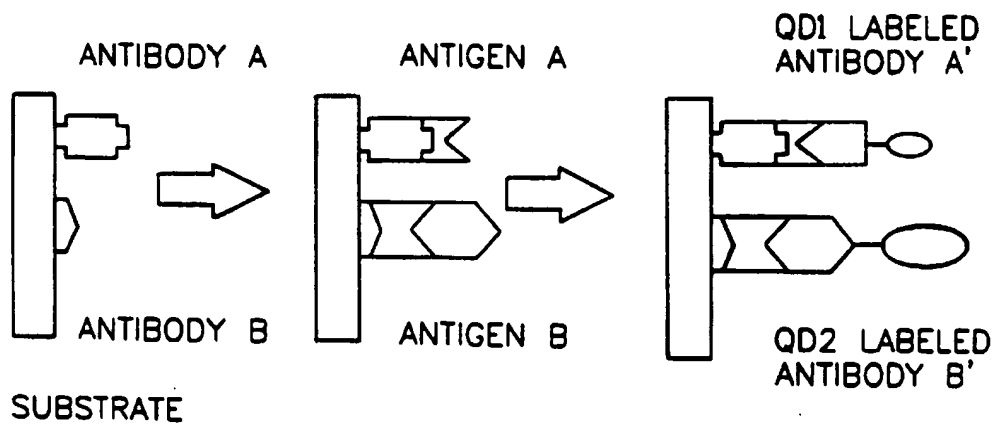 ANTIBODY A
ANTIGEN A
QD1 LABELED
ANTIBODY A'
ANTIBODY B
ANTIGEN B
QD2 LABELED
ANTIBODY B'
SUBSTRATE